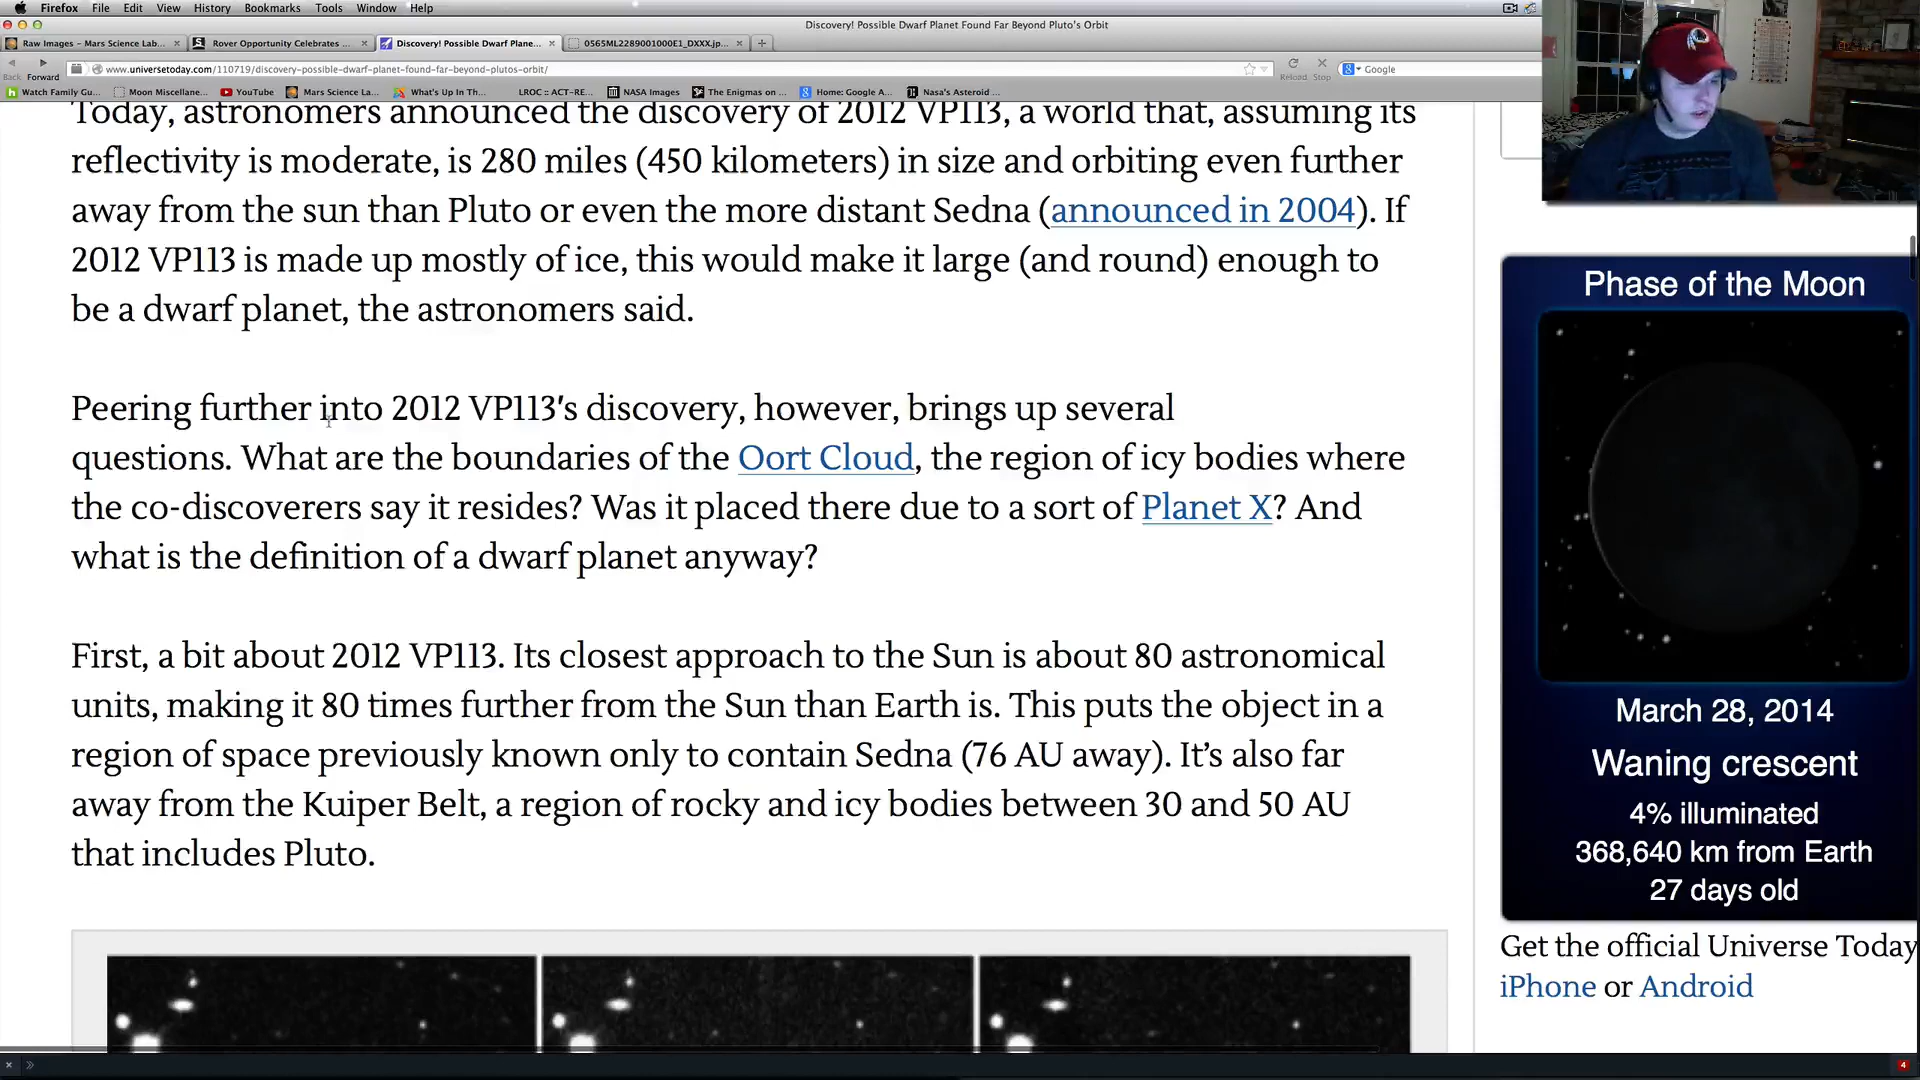 Firefox File Edit View History Bookmarks Tools Window Help
Discovery! Possible Dwarf Planet Found Far Beyond Pluto's Orbit
Raw Images – Mars Science Lab... Rover Opportunity Celebrates ... Discovery! Possible Dwarf Plane... 0565ML2289001000E1_DXXX.jp...
Back Forward www.universetoday.com/110719/discovery-possible-dwarf-planet-found-far-beyond-plutos-orbit/ Reload Stop Google
Watch Family Gu... Moon Miscellane... YouTube Mars Science La... What's Up In Th... LROC :: ACT-RE... NASA Images The Enigmas on ... Home: Google A... Nasa's Asteroid ...
Today, astronomers announced the discovery of 2012 VP113, a world that, assuming its
reflectivity is moderate, is 280 miles (450 kilometers) in size and orbiting even further
away from the sun than Pluto or even the more distant Sedna (announced in 2004). If
2012 VP113 is made up mostly of ice, this would make it large (and round) enough to
be a dwarf planet, the astronomers said.
Peering further into 2012 VP113′s discovery, however, brings up several
questions. What are the boundaries of the Oort Cloud, the region of icy bodies where
the co-discoverers say it resides? Was it placed there due to a sort of Planet X? And
what is the definition of a dwarf planet anyway?
First, a bit about 2012 VP113. Its closest approach to the Sun is about 80 astronomical
units, making it 80 times further from the Sun than Earth is. This puts the object in a
region of space previously known only to contain Sedna (76 AU away). It's also far
away from the Kuiper Belt, a region of rocky and icy bodies between 30 and 50 AU
that includes Pluto.
Phase of the Moon
March 28, 2014
Waning crescent
4% illuminated
368,640 km from Earth
27 days old
Get the official Universe Today
iPhone or Android
4